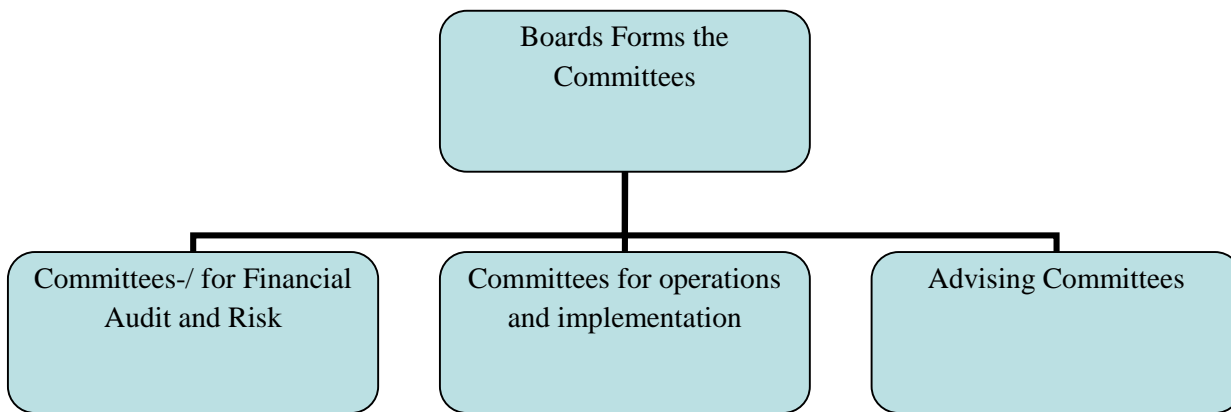 Boards Forms the
Committees
Committees-/ for Financial
Audit and Risk
Committees for operations
and implementation
Advising Committees